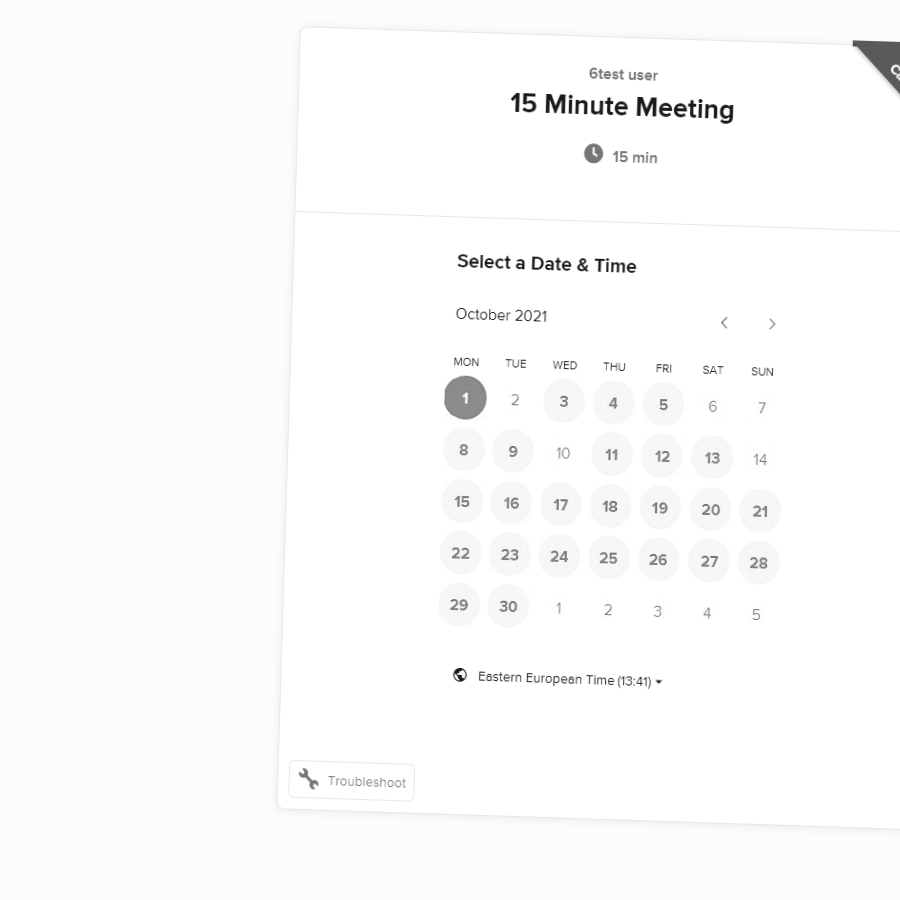 6test user
15 Minute Meeting
15 min
Select a Date & Time
October 2021
MON TUE WED THU FRI SAT SUN
1 2 3 4 5 6 7
8 9 10 11 12 13 14
15 16 17 18 19 20 21
22 23 24 25 26 27 28
29 30 1 2 3 4 5
Eastern European Time (13:41)
Troubleshoot